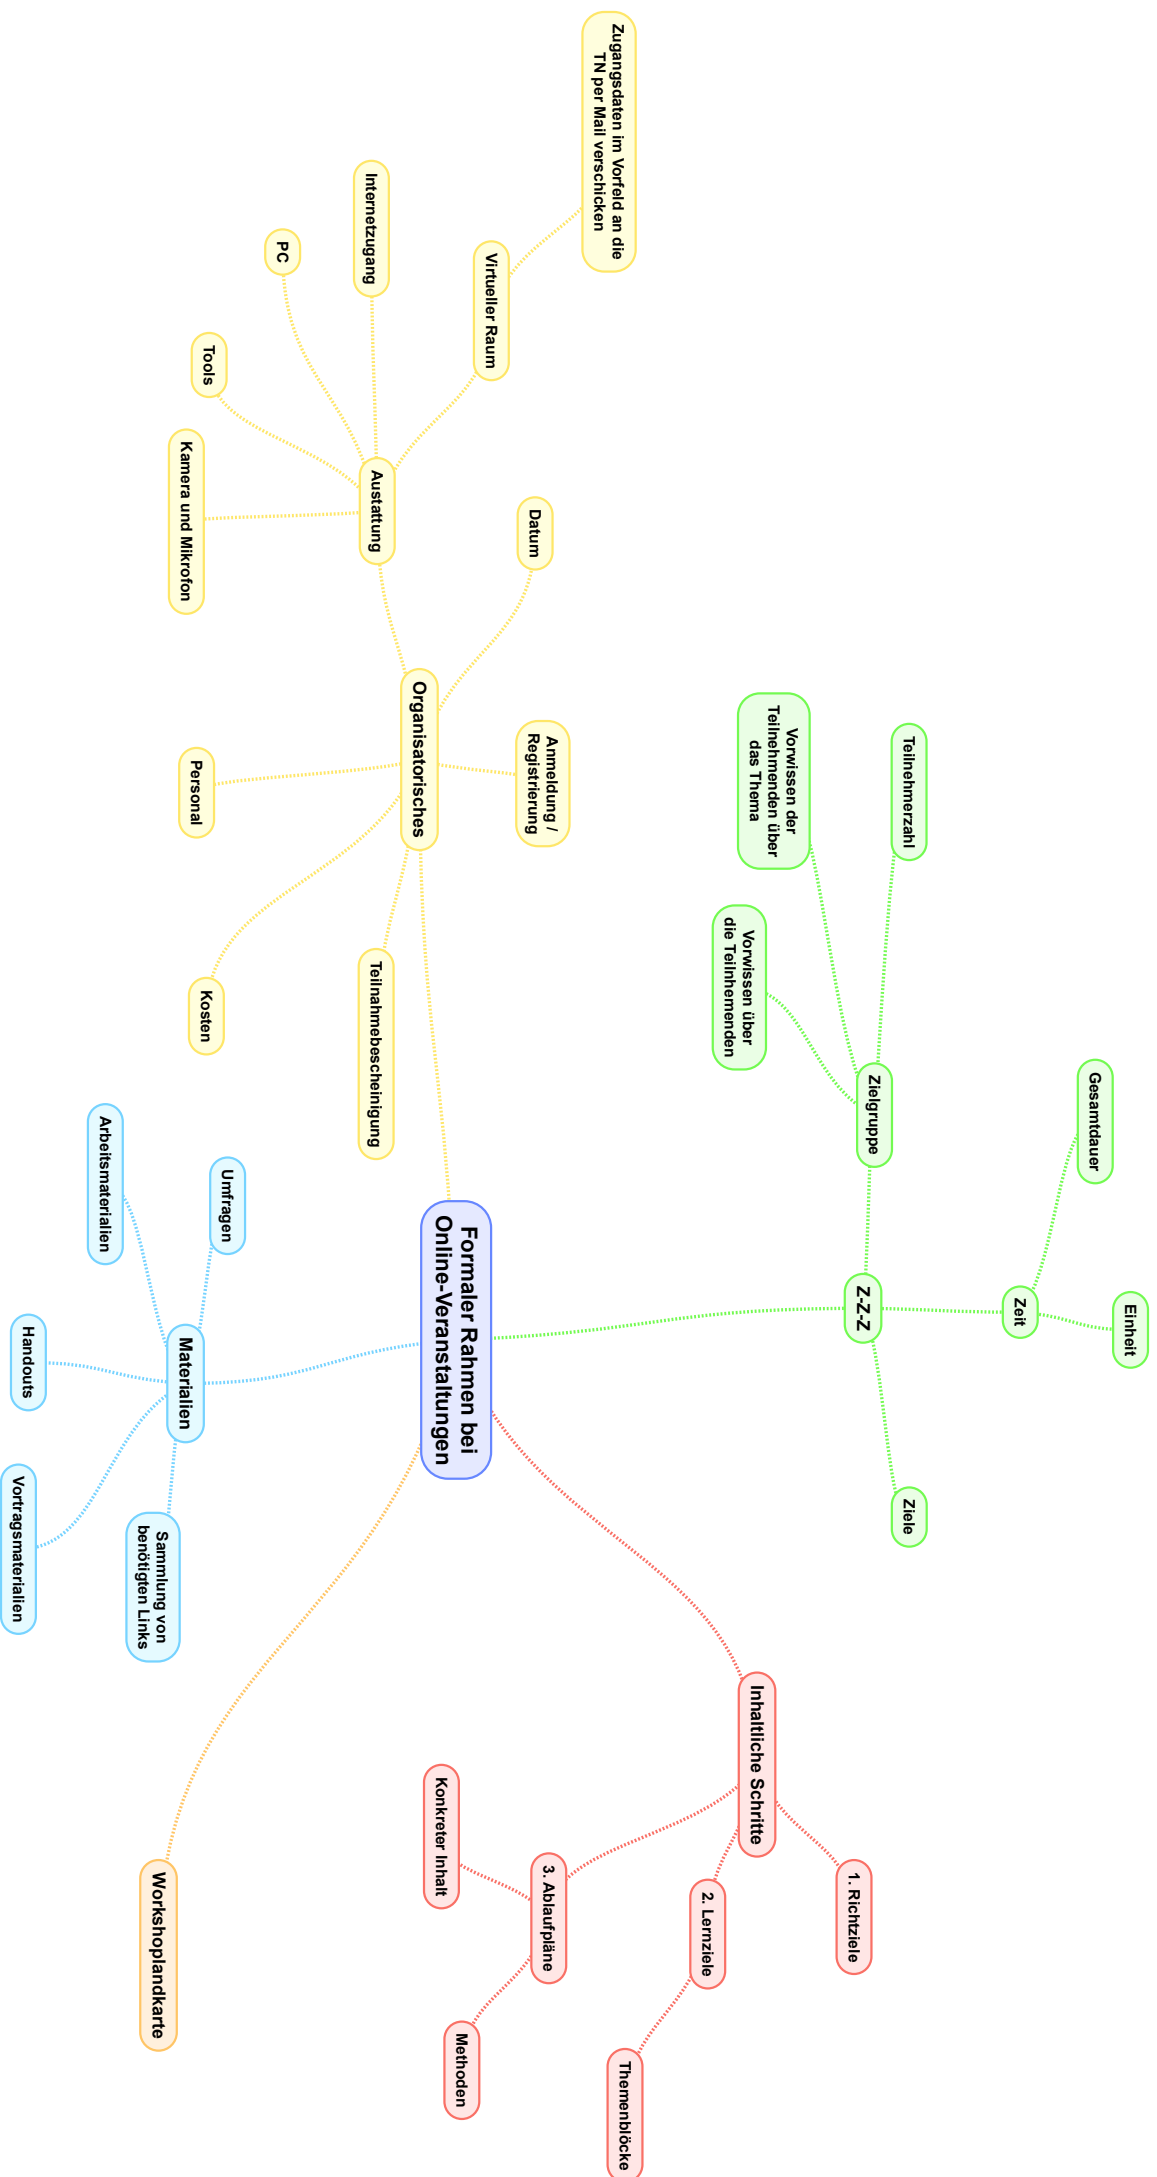 Formaler Rahmen bei
Online-Veranstaltungen
Z-Z-Z
Zeit
Gesamtdauer
Einheit
Zielgruppe
Teilnehmerzahl
Vorwissen der
Teilnehmenden über
das Thema
Vorwissen über
die Teilnhemenden
Ziele
Inhaltliche Schritte
1. Richtziele
2. Lernziele
Themenblöcke
3. Ablaufpläne
Konkreter Inhalt
Methoden
Workshoplandkarte
Materialien
Umfragen
Arbeitsmaterialien
Handouts
Vortragsmaterialien
Sammlung von
benötigten Links
Organisatorisches
Datum
Anmeldung /
Registrierung
Teilnahmebescheinigung
Kosten
Personal
Austattung
Virtueller Raum
Zugangsdaten im Vorfeld an die
TN per Mail verschicken
Internetzugang
PC
Tools
Kamera und Mikrofon